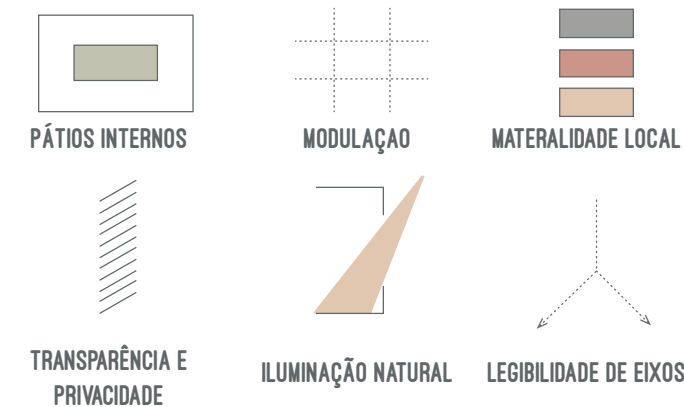 PÁTIOS INTERNOS
MODULAÇAO
MATERALIDADE LOCAL
TRANSPARÊNCIA E
PRIVACIDADE
ILUMINAÇÃO NATURAL
LEGIBILIDADE DE EIXOS